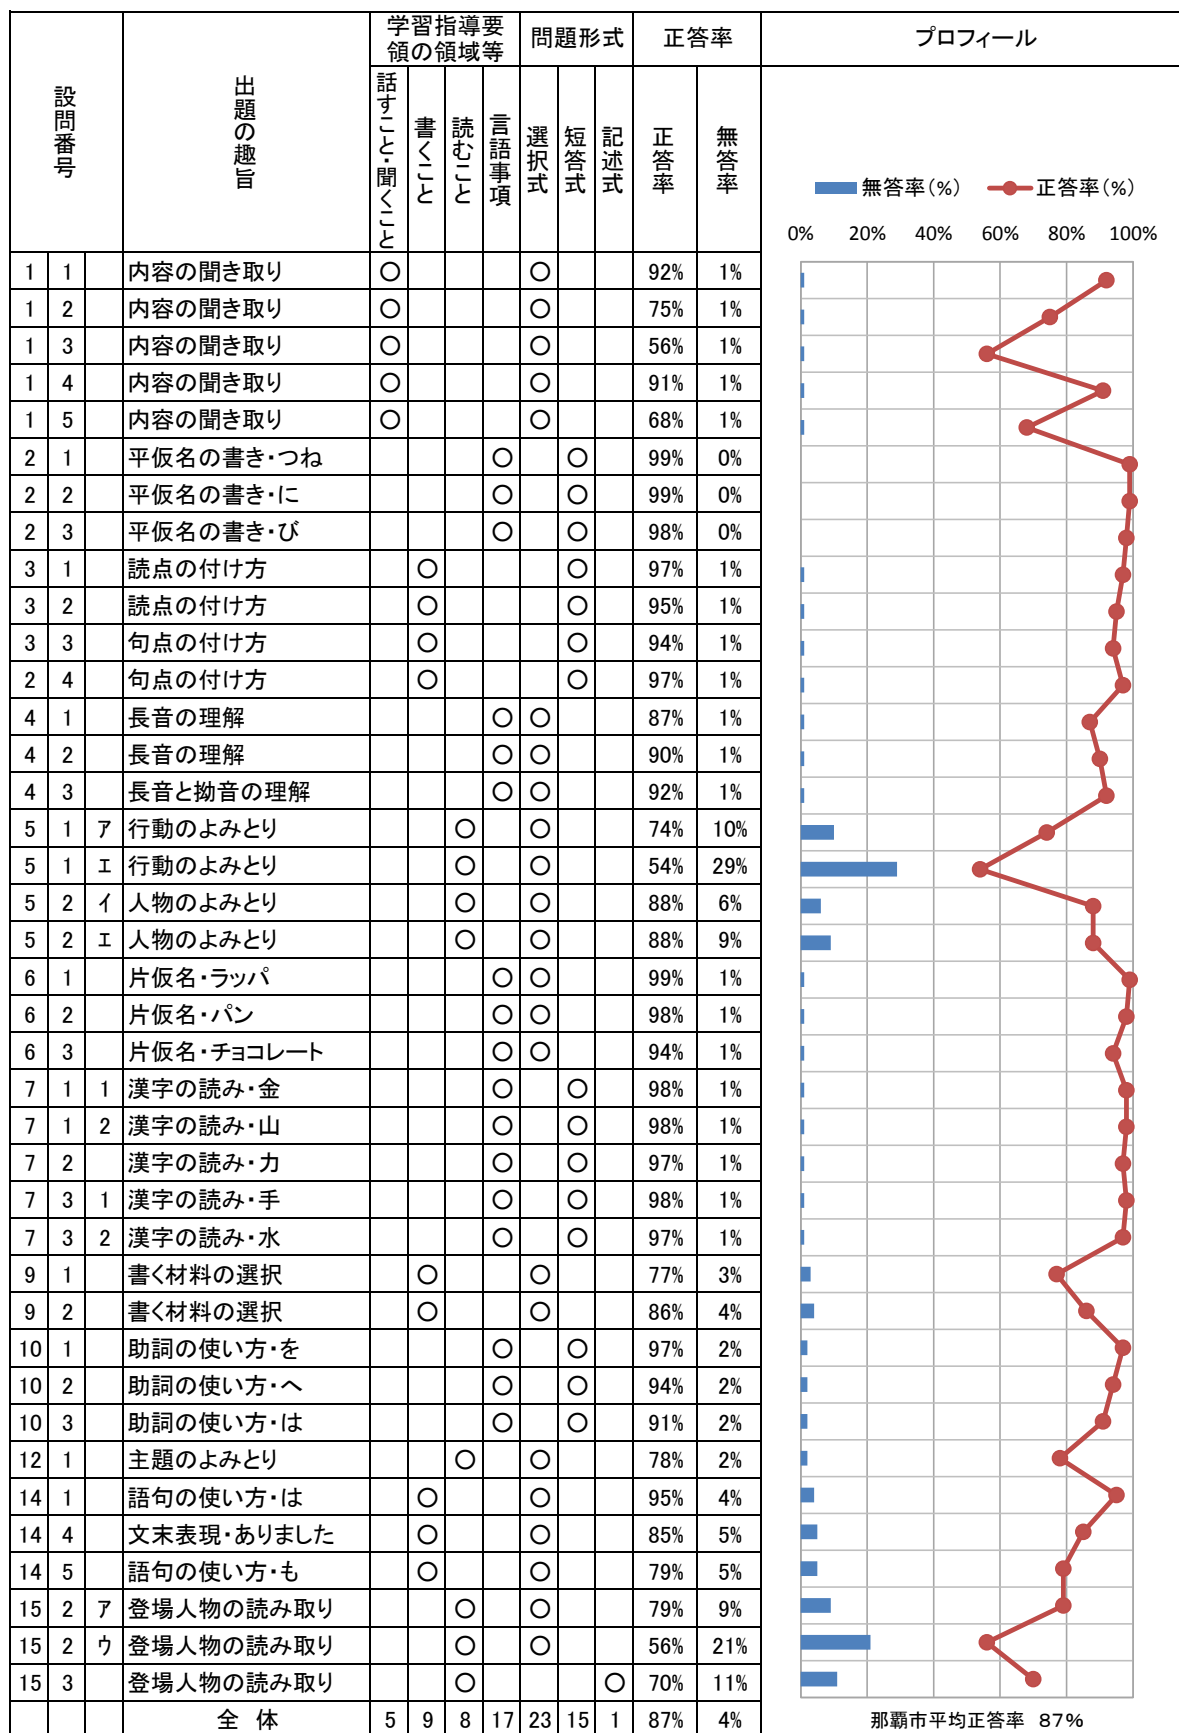 設問番号 出題の趣旨 学習指導要領の領域等 問題形式 正答率 プロフィール
話すこと・聞くこと 書くこと 読むこと 言語事項 選択式 短答式 記述式 正答率 無答率
無答率(%) 正答率(%)
0% 20% 40% 60% 80% 100%
1 1 内容の聞き取り ○ ○ 92% 1%
1 2 内容の聞き取り ○ ○ 75% 1%
1 3 内容の聞き取り ○ ○ 56% 1%
1 4 内容の聞き取り ○ ○ 91% 1%
1 5 内容の聞き取り ○ ○ 68% 1%
2 1 平仮名の書き・つね ○ ○ 99% 0%
2 2 平仮名の書き・に ○ ○ 99% 0%
2 3 平仮名の書き・び ○ ○ 98% 0%
3 1 読点の付け方 ○ ○ 97% 1%
3 2 読点の付け方 ○ ○ 95% 1%
3 3 句点の付け方 ○ ○ 94% 1%
2 4 句点の付け方 ○ ○ 97% 1%
4 1 長音の理解 ○ ○ 87% 1%
4 2 長音の理解 ○ ○ 90% 1%
4 3 長音と拗音の理解 ○ ○ 92% 1%
5 1 ア 行動のよみとり ○ ○ 74% 10%
5 1 エ 行動のよみとり ○ ○ 54% 29%
5 2 イ 人物のよみとり ○ ○ 88% 6%
5 2 エ 人物のよみとり ○ ○ 88% 9%
6 1 片仮名・ラッパ ○ ○ 99% 1%
6 2 片仮名・パン ○ ○ 98% 1%
6 3 片仮名・チョコレート ○ ○ 94% 1%
7 1 1 漢字の読み・金 ○ ○ 98% 1%
7 1 2 漢字の読み・山 ○ ○ 98% 1%
7 2 漢字の読み・力 ○ ○ 97% 1%
7 3 1 漢字の読み・手 ○ ○ 98% 1%
7 3 2 漢字の読み・水 ○ ○ 97% 1%
9 1 書く材料の選択 ○ ○ 77% 3%
9 2 書く材料の選択 ○ ○ 86% 4%
10 1 助詞の使い方・を ○ ○ 97% 2%
10 2 助詞の使い方・へ ○ ○ 94% 2%
10 3 助詞の使い方・は ○ ○ 91% 2%
12 1 主題のよみとり ○ ○ 78% 2%
14 1 語句の使い方・は ○ ○ 95% 4%
14 4 文末表現・ありました ○ ○ 85% 5%
14 5 語句の使い方・も ○ ○ 79% 5%
15 2 ア 登場人物の読み取り ○ ○ 79% 9%
15 2 ウ 登場人物の読み取り ○ ○ 56% 21%
15 3 登場人物の読み取り ○ ○ 70% 11%
全 体 5 9 8 17 23 15 1 87% 4% 那覇市平均正答率 87%